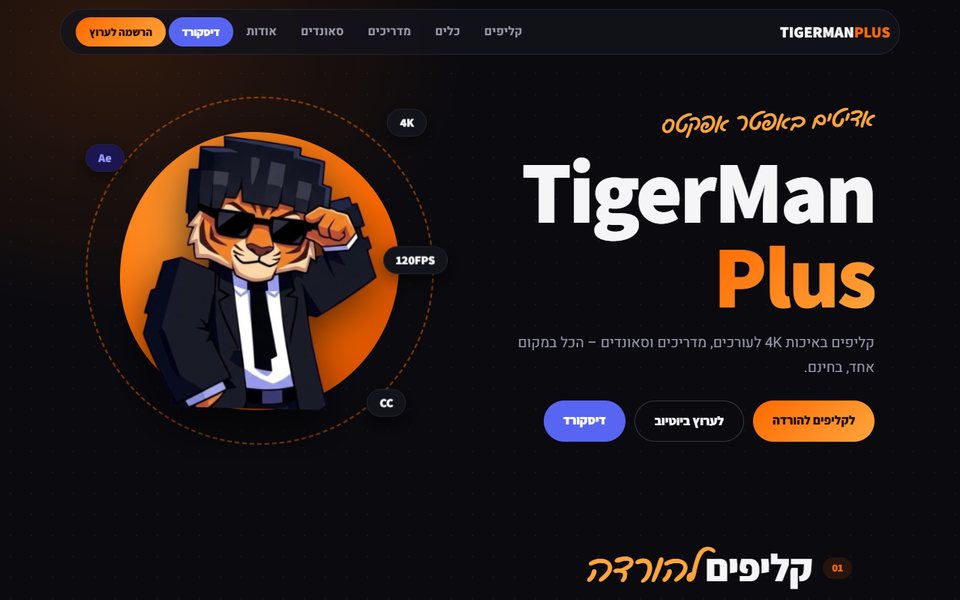 TIGERMANPLUS
קליפים
כלים
מדריכים
סאונדים
אודות
דיסקורד
הרשמה לערוץ
אדיטים באפטר אפקטס
TigerMan
Plus
קליפים באיכות 4K לעורכים, מדריכים וסאונדים – הכל במקום
אחד, בחינם.
לקליפים להורדה
לערוץ ביוטיוב
דיסקורד
4K
Ae
120FPS
CC
01
קליפים להורדה